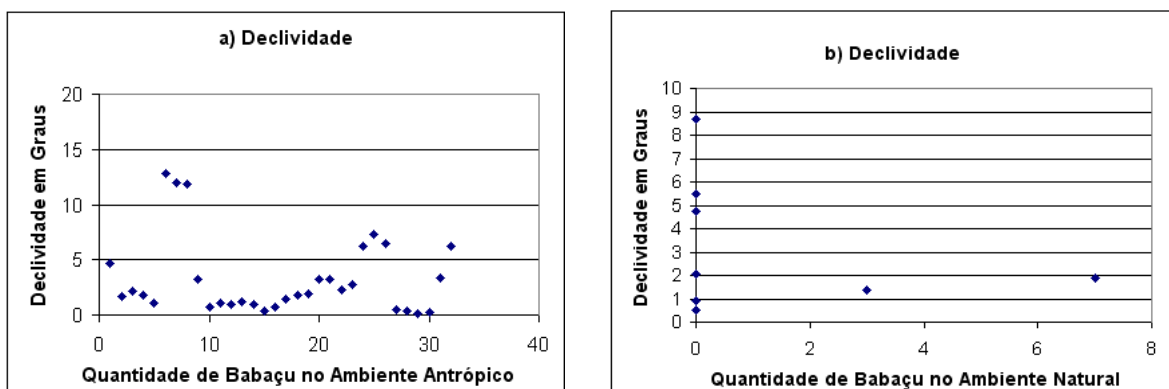 a) Declividade
Declividade em Graus
20
15
10
5
0
0 10 20 30 40
Quantidade de Babaçu no Ambiente Antrópico
b) Declividade
Declividade em Graus
10
9
8
7
6
5
4
3
2
1
0
0 2 4 6 8
Quantidade de Babaçu no Ambiente Natural